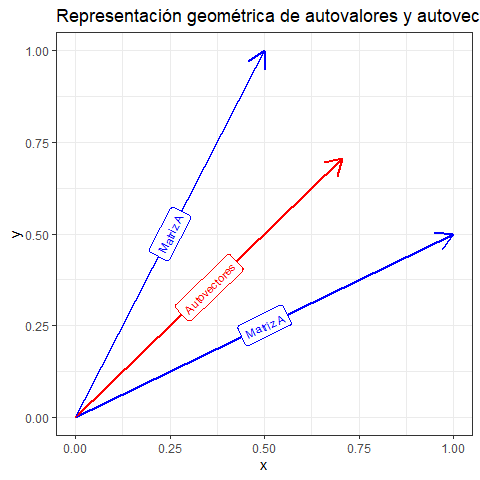 Representación geométrica de autovalores y autovec
1.00
0.75
0.50
0.25
0.00
y
Matriz A
Autovectores
Matriz A
0.00 0.25 0.50 0.75 1.00
x